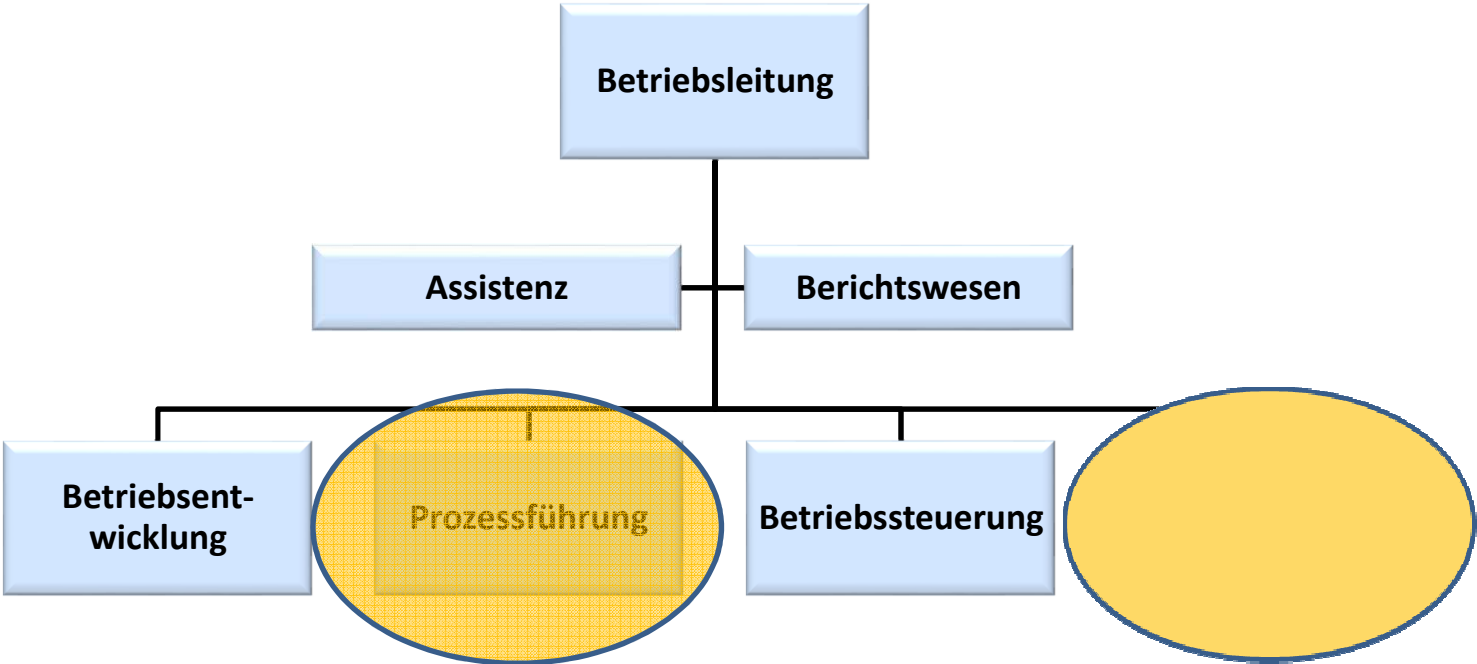 Betriebsleitung
Assistenz
Berichtswesen
Betriebsent-
wicklung
Prozessführung
Betriebssteuerung